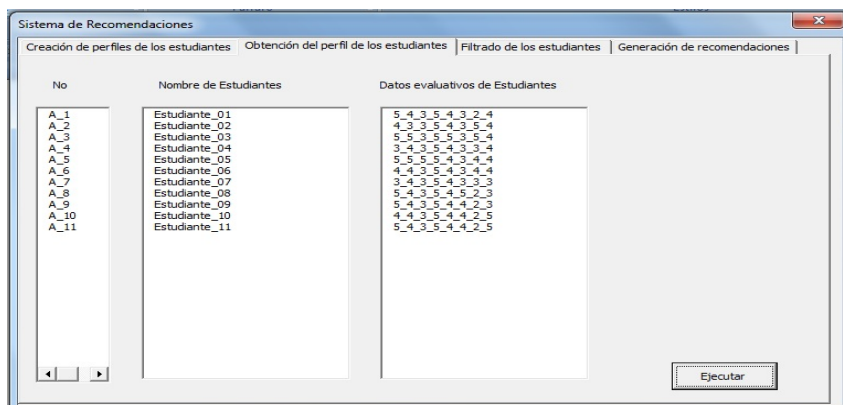 Sistema de Recomendaciones
Creación de perfiles de los estudiantes Obtención del perfil de los estudiantes Filtrado de los estudiantes Generación de recomendaciones
No Nombre de Estudiantes Datos evaluativos de Estudiantes
A_1 Estudiante_01 5_4_3_5_4_3_2_4
A_2 Estudiante_02 4_3_3_5_4_3_5_4
A_3 Estudiante_03 5_5_3_5_5_3_5_4
A_4 Estudiante_04 3_4_3_5_4_3_3_4
A_5 Estudiante_05 5_5_5_5_4_3_4_4
A_6 Estudiante_06 4_4_3_5_4_3_4_4
A_7 Estudiante_07 3_4_3_5_4_3_3_3
A_8 Estudiante_08 5_4_3_5_4_5_2_3
A_9 Estudiante_09 5_4_3_5_4_4_2_3
A_10 Estudiante_10 4_4_3_5_4_4_2_5
A_11 Estudiante_11 5_4_3_5_4_4_2_5
Ejecutar